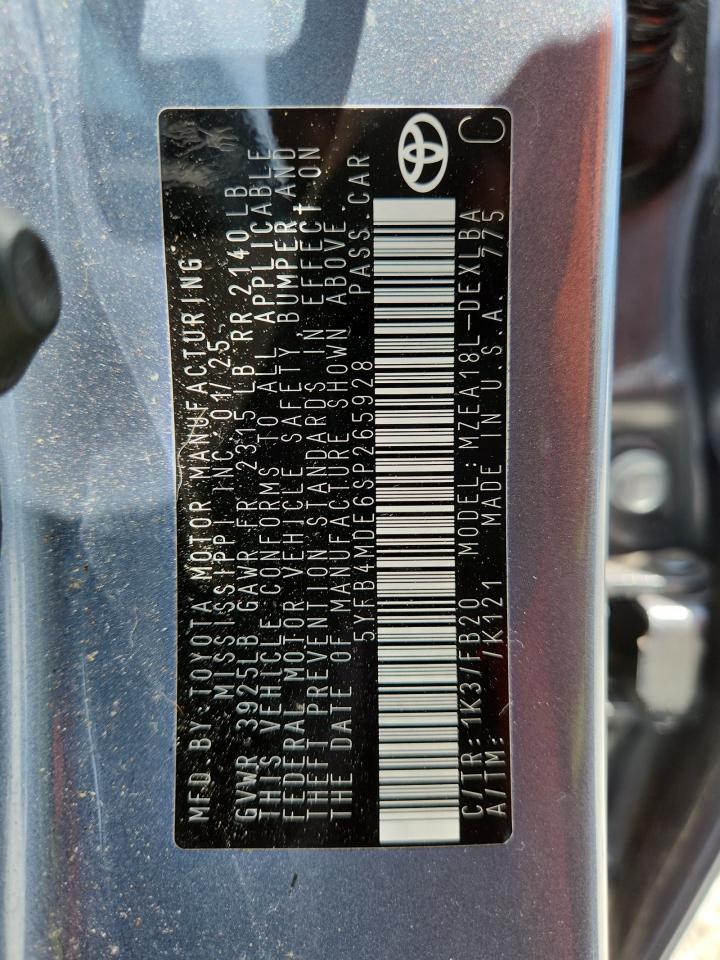 MFD. BY: TOYOTA MOTOR MANUFACTURING
MISSISSIPPI INC. 01/25
GVWR 3925LB GAWR FR 2315 LB RR 2140LB
THIS VEHICLE CONFORMS TO ALL APPLICABLE
FEDERAL MOTOR VEHICLE SAFETY, BUMPER AND
THEFT PREVENTION STANDARDS IN EFFECT ON
THE DATE OF MANUFACTURE SHOWN ABOVE.
5YFB4MDE6SP265928 PASS. CAR
C/TR: 1K3/FB20 MODEL: MZEA18L-DEXLBA
A/TM: /K121 MADE IN U.S.A. 775
C